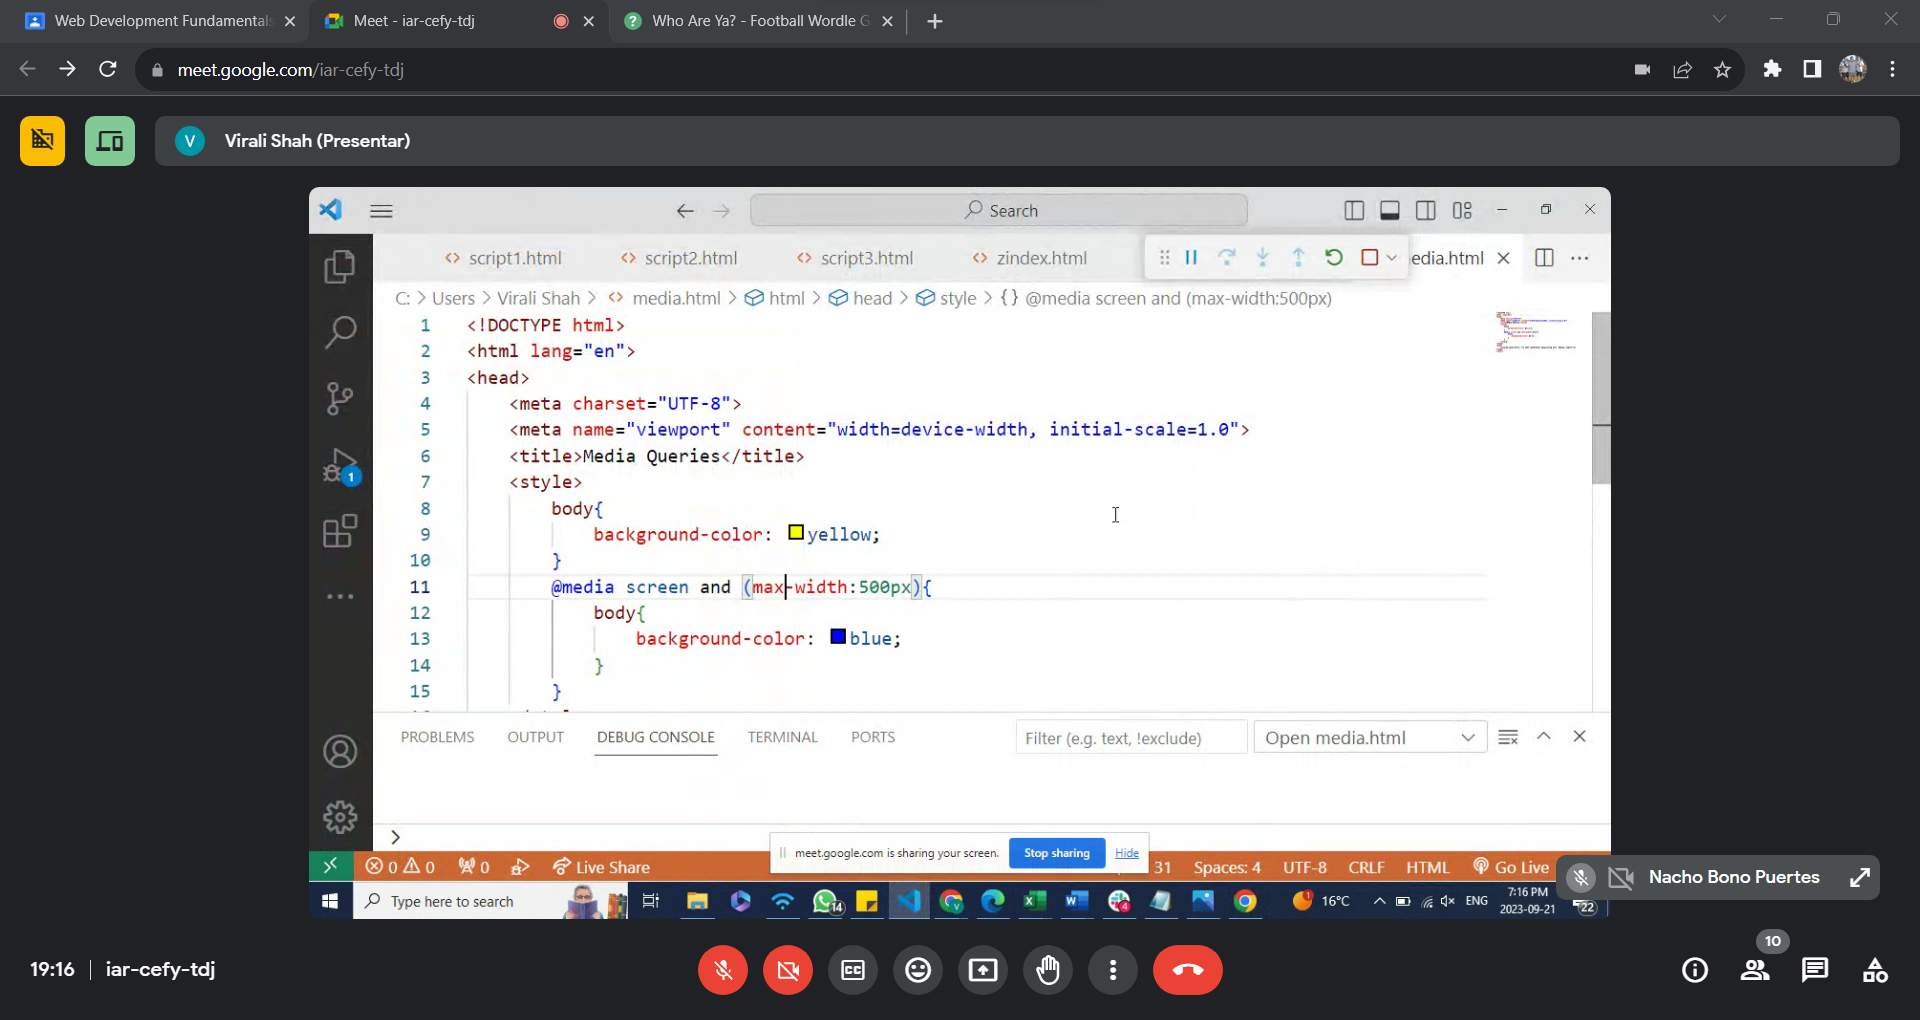 Web Development Fundamentals
Meet - iar-cefy-tdj
Who Are Ya? - Football Wordle G
meet.google.com/iar-cefy-tdj
V
Virali Shah (Presentar)
Search
script1.html
script2.html
script3.html
zindex.html
edia.html
C: > Users > Virali Shah > media.html > html > head > style > {} @media screen and (max-width:500px)
1 <!DOCTYPE html>
2 <html lang="en">
3 <head>
4 <meta charset="UTF-8">
5 <meta name="viewport" content="width=device-width, initial-scale=1.0">
6 <title>Media Queries</title>
7 <style>
8 body{
9 background-color: yellow;
10 }
11 @media screen and (max-width:500px){
12 body{
13 background-color: blue;
14 }
15 }
1
PROBLEMS
OUTPUT
DEBUG CONSOLE
TERMINAL
PORTS
Filter (e.g. text, !exclude)
Open media.html
>
meet.google.com is sharing your screen.
Stop sharing
Hide
0 0
0
Live Share
31
Spaces: 4
UTF-8
CRLF
HTML
Go Live
Nacho Bono Puertes
Type here to search
14
V
4
1
16°C
ENG
7:16 PM
2023-09-21
22
19:16 | iar-cefy-tdj
10